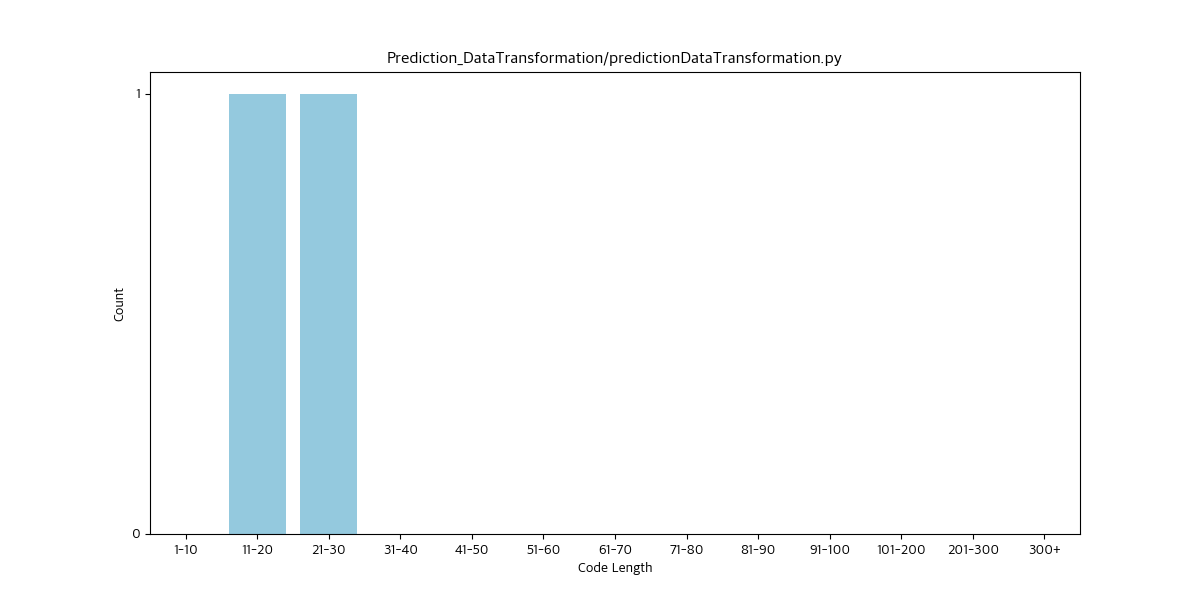 Prediction_DataTransformation/predictionDataTransformation.py
1
Count
0
1-10 11-20 21-30 31-40 41-50 51-60 61-70 71-80 81-90 91-100 101-200 201-300 300+
Code Length